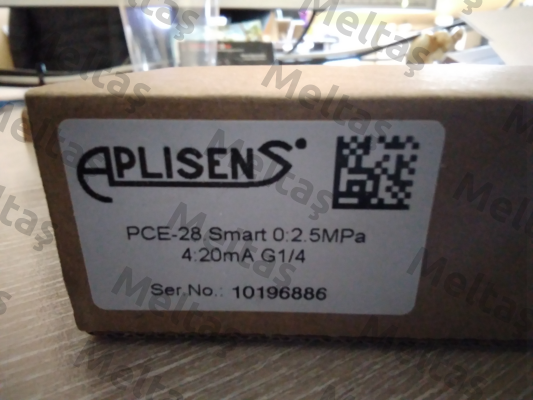 APLISENS
PCE-28 Smart 0:2.5MPa
4:20mA G1/4
Ser.No.: 10196886
Meltaş